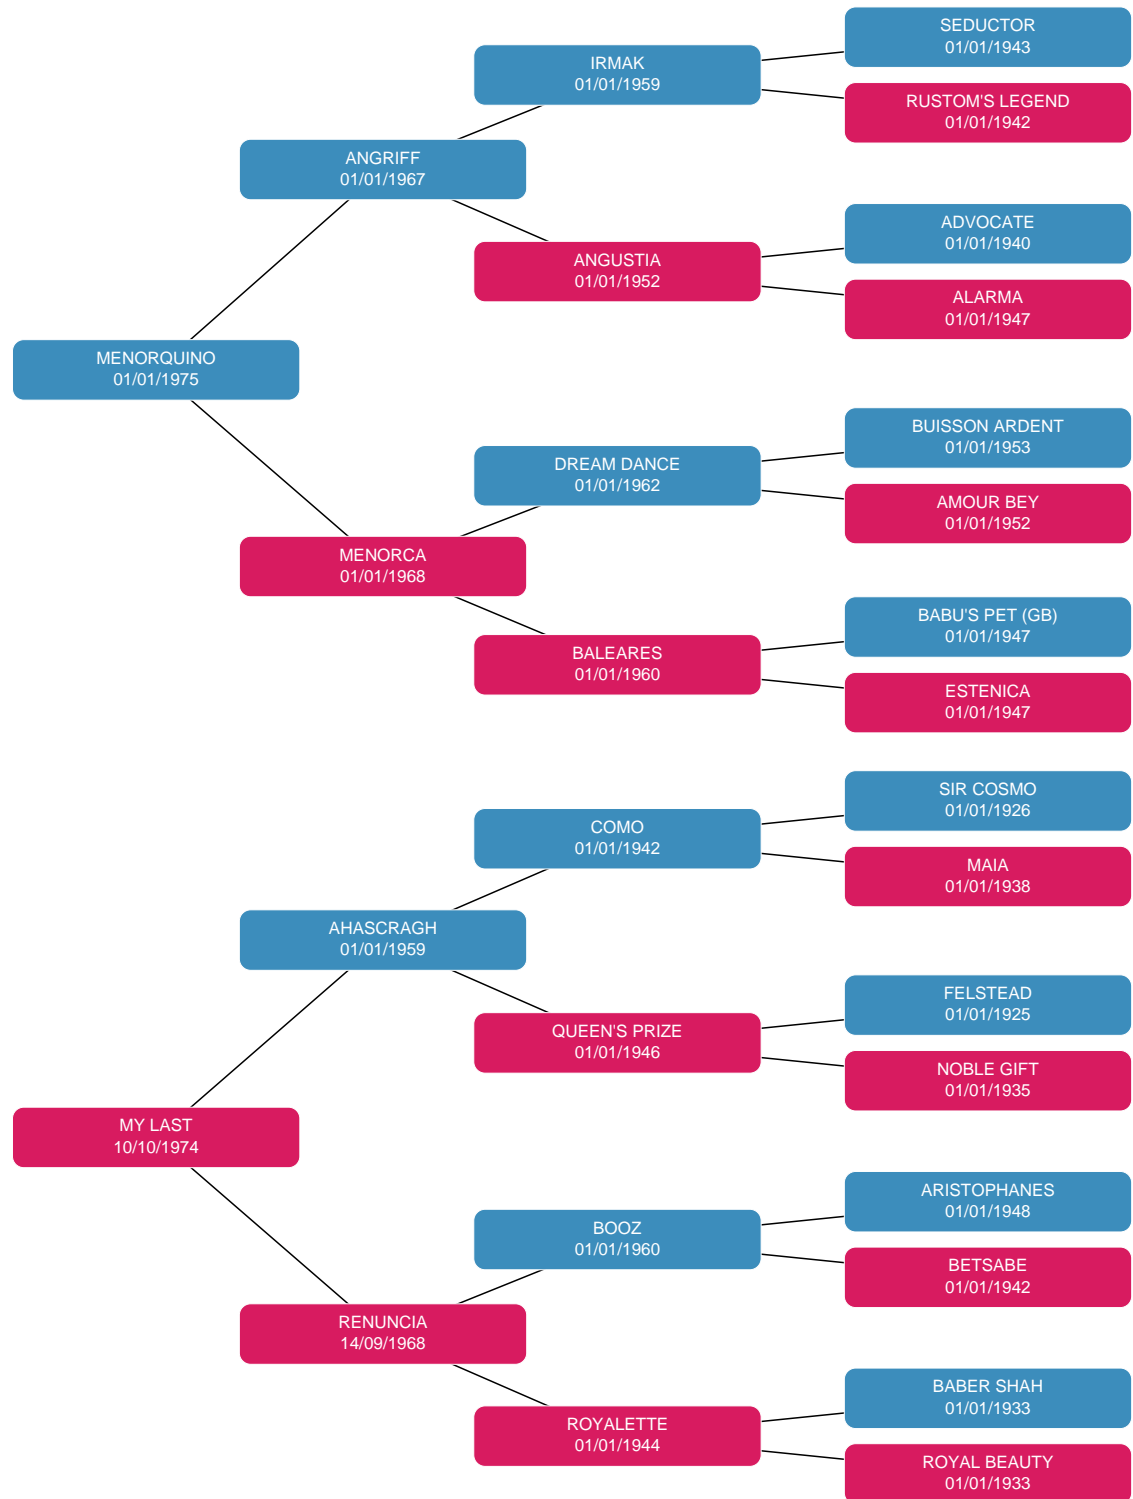 SEDUCTOR
01/01/1943
IRMAK
01/01/1959
RUSTOM'S LEGEND
01/01/1942
ANGRIFF
01/01/1967
ADVOCATE
01/01/1940
ANGUSTIA
01/01/1952
ALARMA
01/01/1947
MENORQUINO
01/01/1975
BUISSON ARDENT
01/01/1953
DREAM DANCE
01/01/1962
AMOUR BEY
01/01/1952
MENORCA
01/01/1968
BABU'S PET (GB)
01/01/1947
BALEARES
01/01/1960
ESTENICA
01/01/1947
SIR COSMO
01/01/1926
COMO
01/01/1942
MAIA
01/01/1938
AHASCRAGH
01/01/1959
FELSTEAD
01/01/1925
QUEEN'S PRIZE
01/01/1946
NOBLE GIFT
01/01/1935
MY LAST
10/10/1974
ARISTOPHANES
01/01/1948
BOOZ
01/01/1960
BETSABE
01/01/1942
RENUNCIA
14/09/1968
BABER SHAH
01/01/1933
ROYALETTE
01/01/1944
ROYAL BEAUTY
01/01/1933